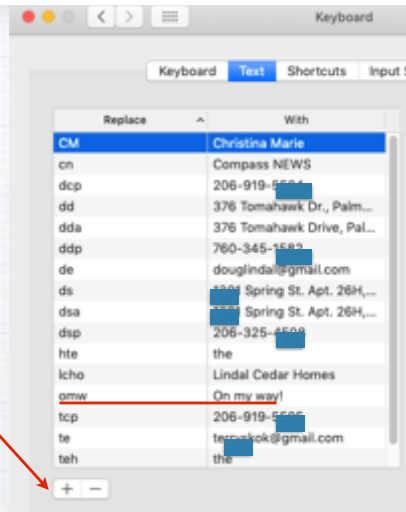 Keyboard
Keyboard Text Shortcuts Input
Replace With
CM Christina Marie
cn Compass NEWS
dcp 206-919-
dd 376 Tomahawk Dr., Palm...
dda 376 Tomahawk Drive, Pal...
ddp 760-345-
de douglindal@gmail.com
ds Spring St. Apt. 26H,...
dsa Spring St. Apt. 26H,...
dsp 206-325-
hte the
lcho Lindal Cedar Homes
omw On my way!
tcp 206-919-
te @gmail.com
teh the
+ −